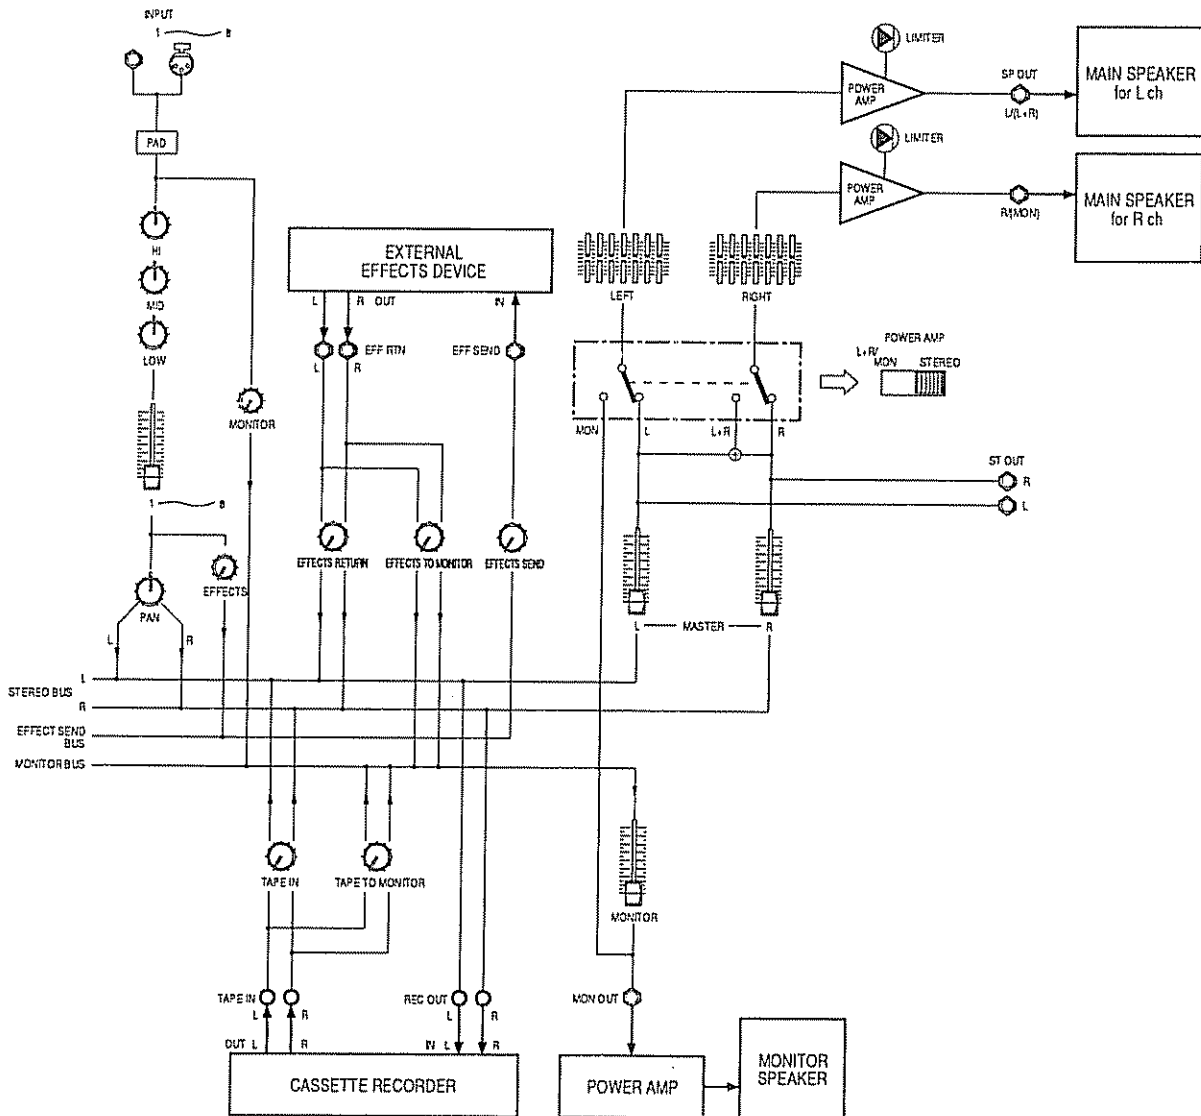 INPUT
1 8
PAD
HI
MID
LOW
MONITOR
1 8
EFFECTS
PAN
L R
EXTERNAL
EFFECTS DEVICE
L R OUT IN
EFF RTN
L R
EFF SEND
EFFECTS RETURN
EFFECTS TO MONITOR
EFFECTS SEND
LIMITER
POWER
AMP
SP OUT
L/(L+R)
MAIN SPEAKER
for L ch
LIMITER
POWER
AMP
R/(MON)
MAIN SPEAKER
for R ch
LEFT
RIGHT
MON L L+R R
POWER AMP
L+R/
MON STEREO
ST OUT
R
L
L MASTER R
STEREO BUS
L
R
EFFECT SEND
BUS
MONITOR BUS
TAPE IN
TAPE TO MONITOR
MONITOR
TAPE IN
L R
OUT L R
REC OUT
L R
IN L R
MON OUT
CASSETTE RECORDER
POWER AMP
MONITOR
SPEAKER